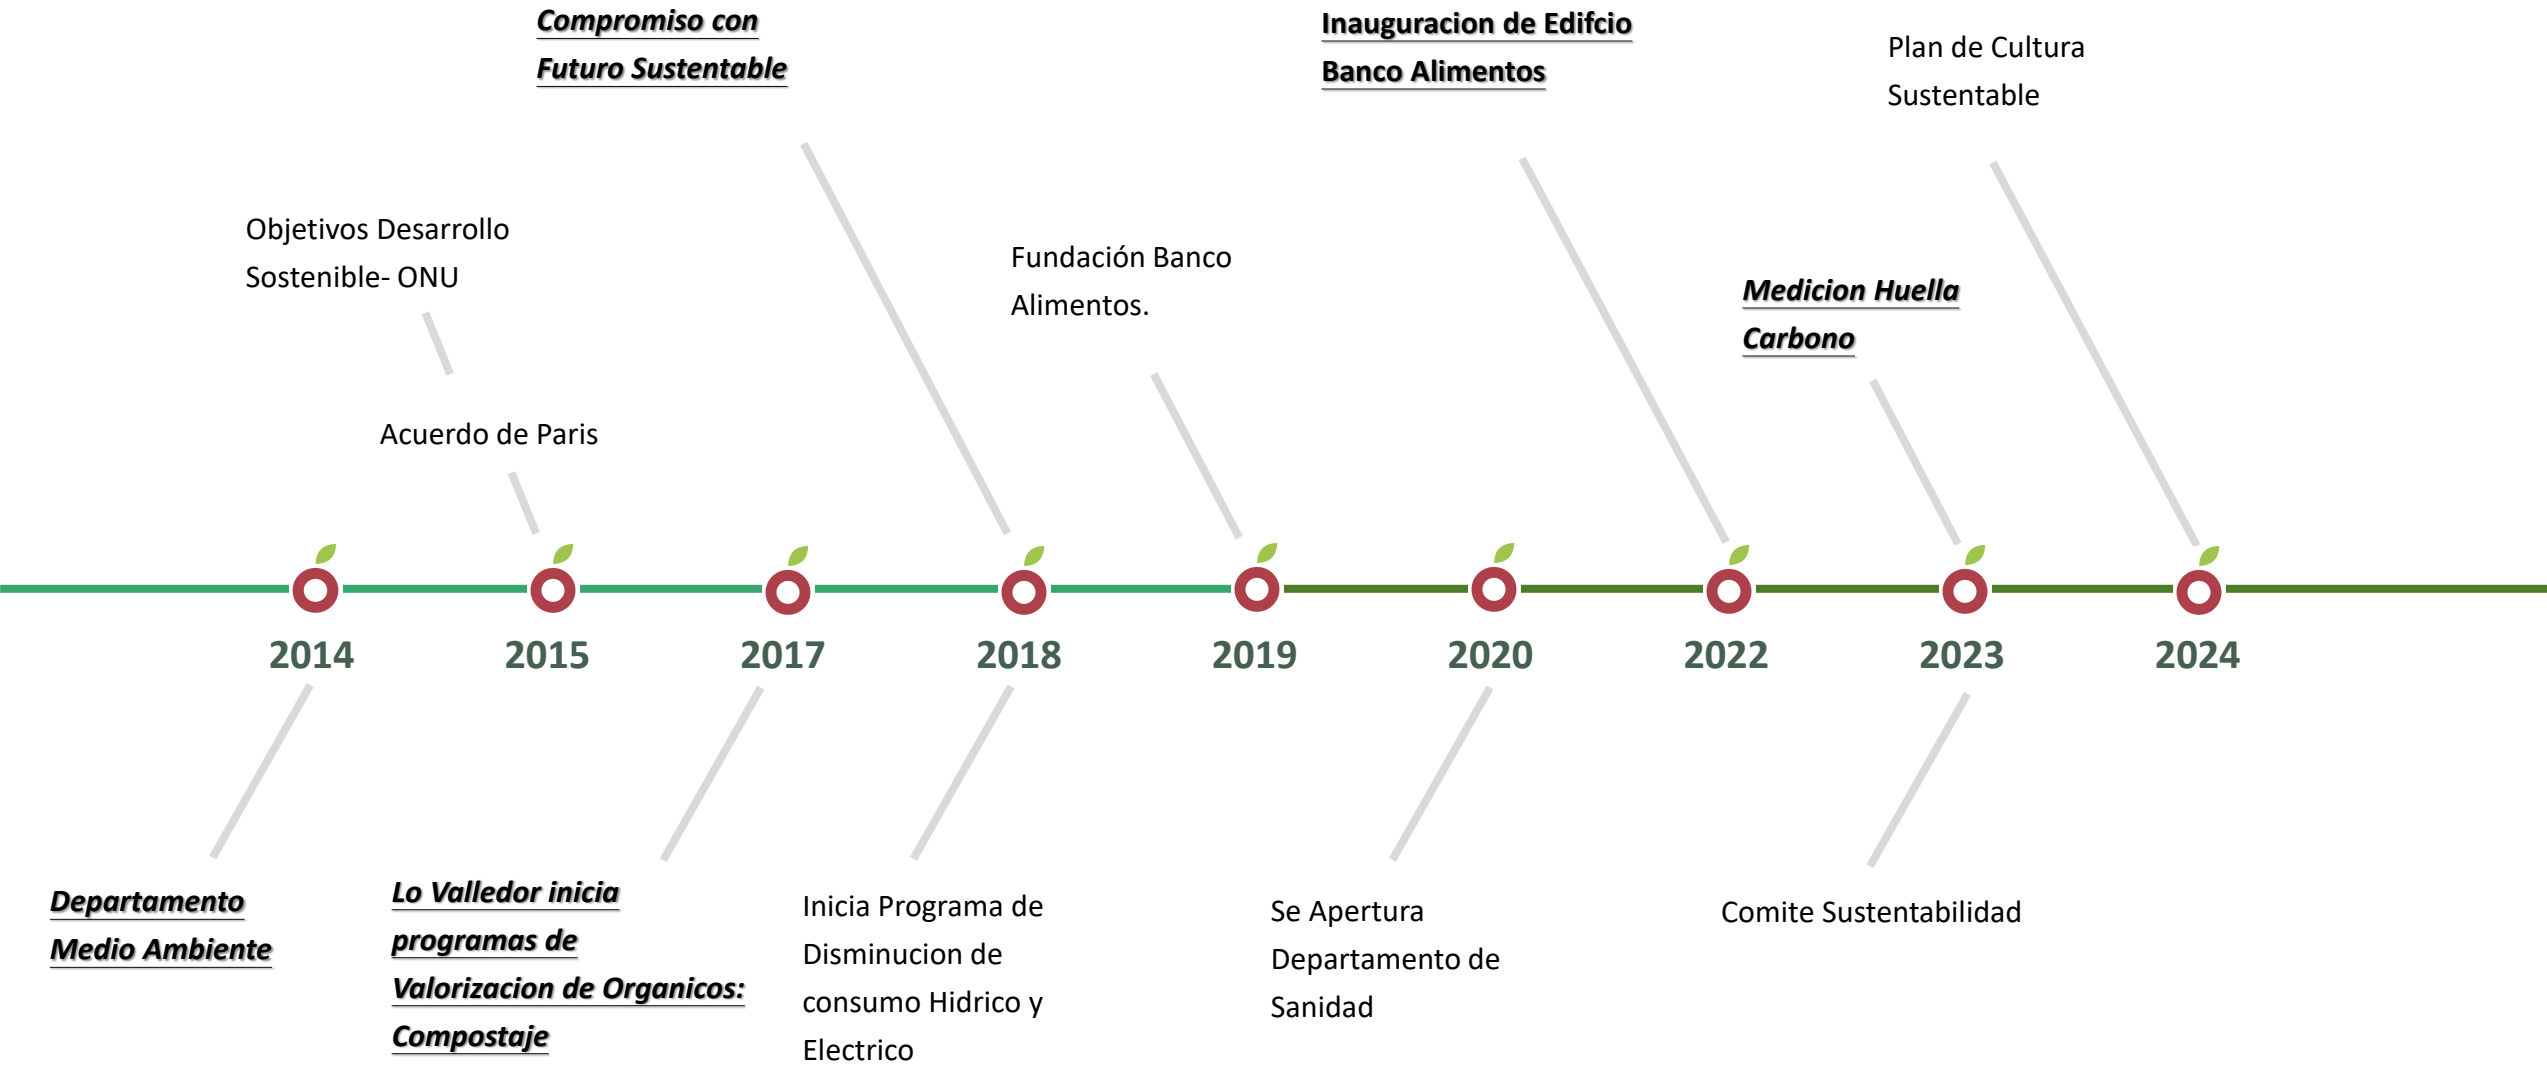 Compromiso con
Futuro Sustentable
Inauguracion de Edifcio
Banco Alimentos
Plan de Cultura
Sustentable
Objetivos Desarrollo
Sostenible- ONU
Fundación Banco
Alimentos.
Medicion Huella
Carbono
Acuerdo de Paris
2014
2015
2017
2018
2019
2020
2022
2023
2024
Departamento
Medio Ambiente
Lo Valledor inicia
programas de
Valorizacion de Organicos:
Compostaje
Inicia Programa de
Disminucion de
consumo Hidrico y
Electrico
Se Apertura
Departamento de
Sanidad
Comite Sustentabilidad